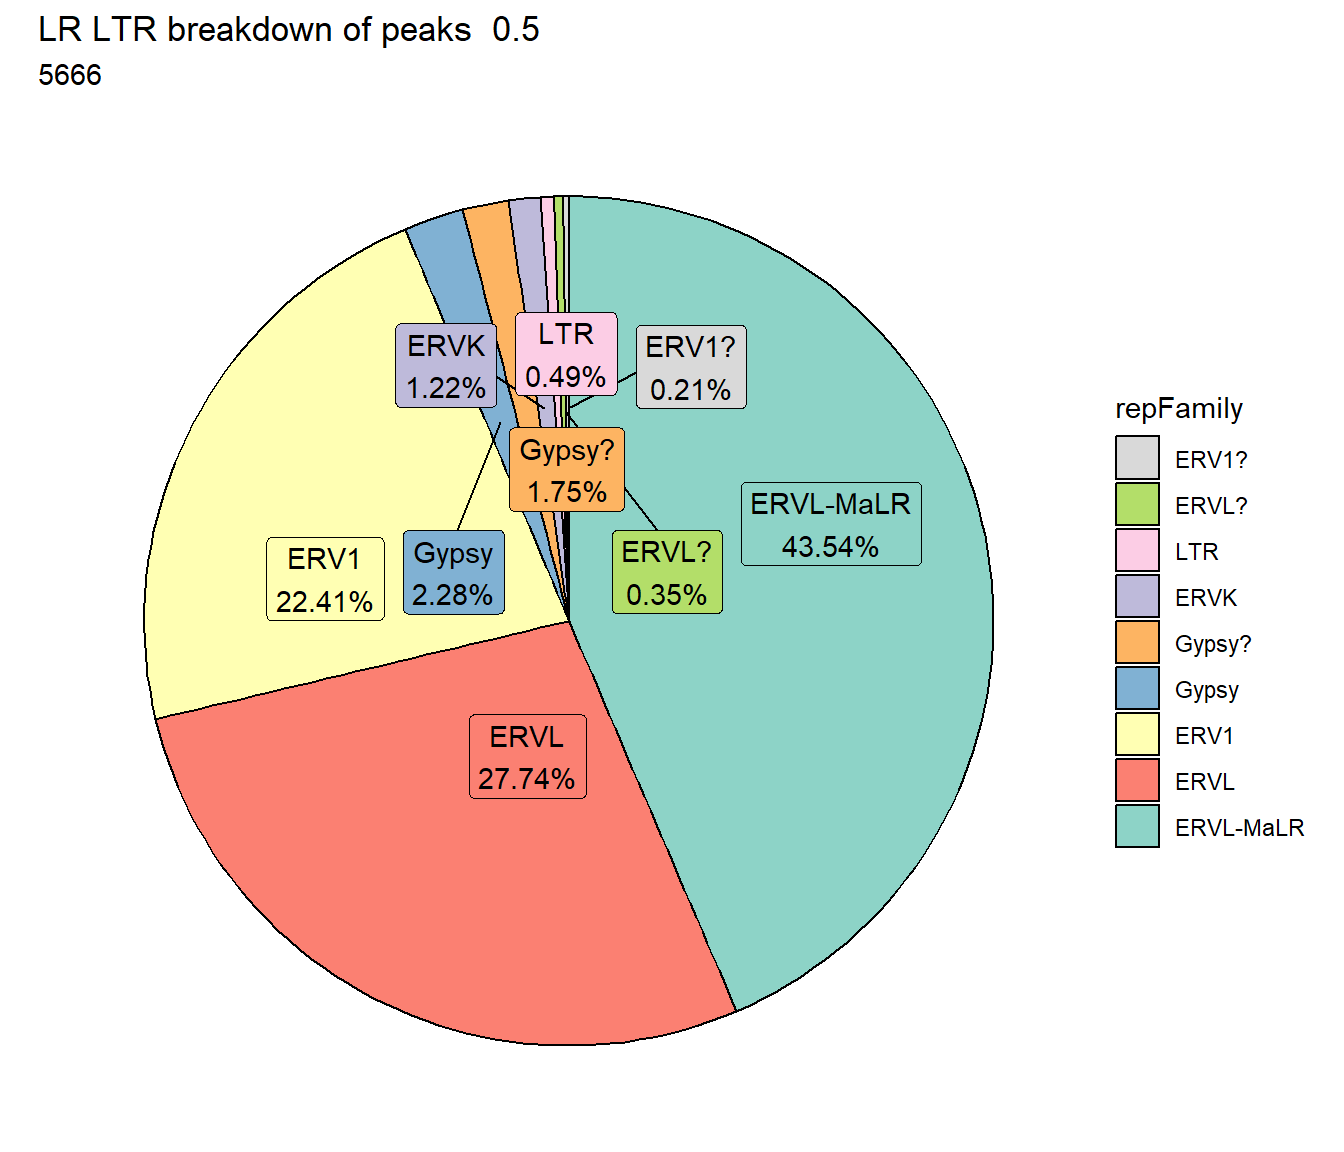 LR LTR breakdown of peaks  0.5
5666
ERVK
1.22%
LTR
0.49%
ERV1?
0.21%
Gypsy?
1.75%
ERVL-MaLR
43.54%
ERV1
22.41%
Gypsy
2.28%
ERVL?
0.35%
ERVL
27.74%
repFamily
ERV1?
ERVL?
LTR
ERVK
Gypsy?
Gypsy
ERV1
ERVL
ERVL-MaLR